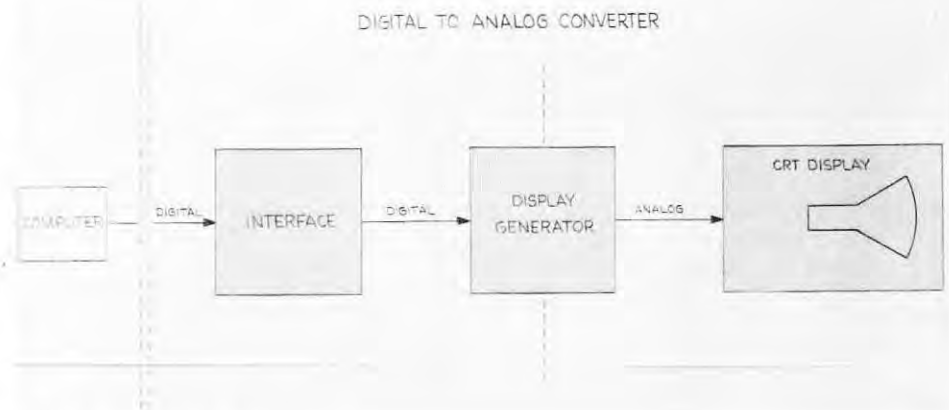 DIGITAL TO ANALOG CONVERTER
COMPUTER
DIGITAL
INTERFACE
DIGITAL
DISPLAY
GENERATOR
ANALOG
CRT DISPLAY